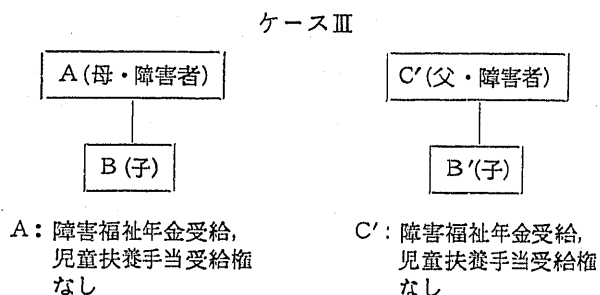 ケースⅢ
A(母・障害者)
C′(父・障害者)
B(子)
B′(子)
A:障害福祉年金受給,
児童扶養手当受給権
なし
C′:障害福祉年金受給,
児童扶養手当受給権
なし